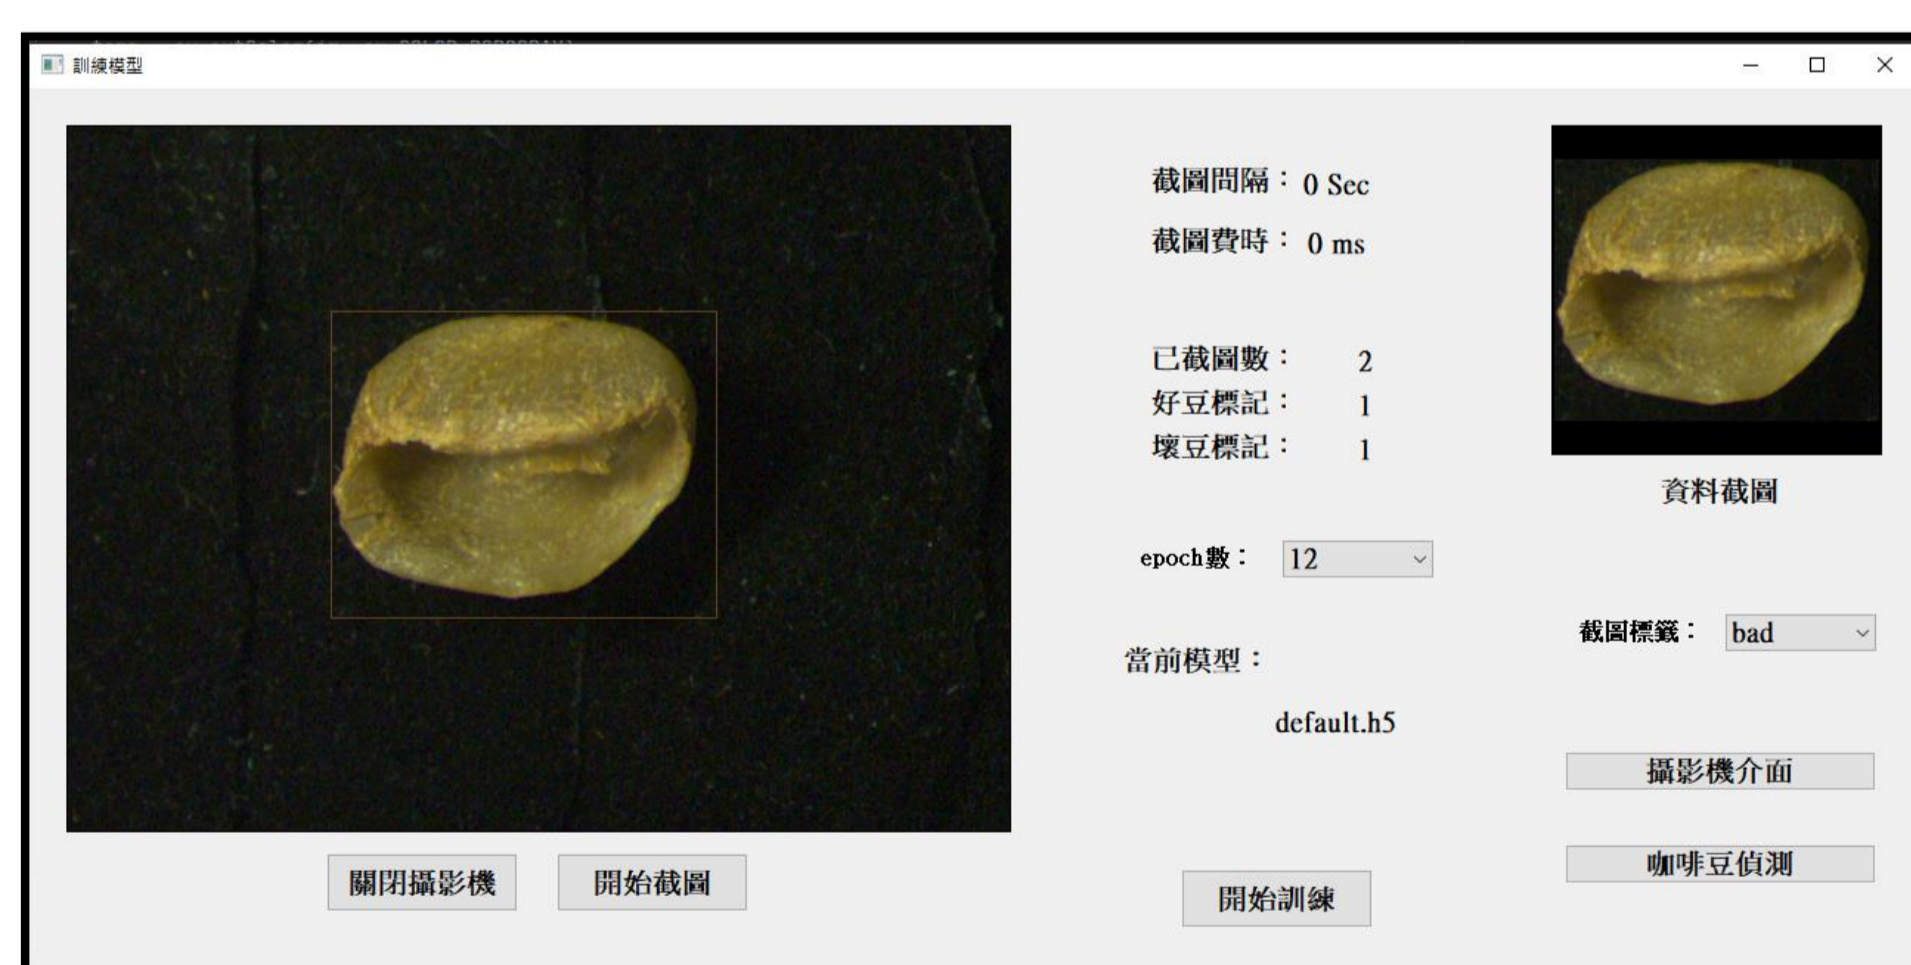 訓練模型
截圖間隔：0 Sec
截圖費時：0 ms
已截圖數： 2
好豆標記： 1
壞豆標記： 1
資料截圖
epoch數： 12
截圖標籤： bad
當前模型：
default.h5
攝影機介面
咖啡豆偵測
關閉攝影機 開始截圖
開始訓練